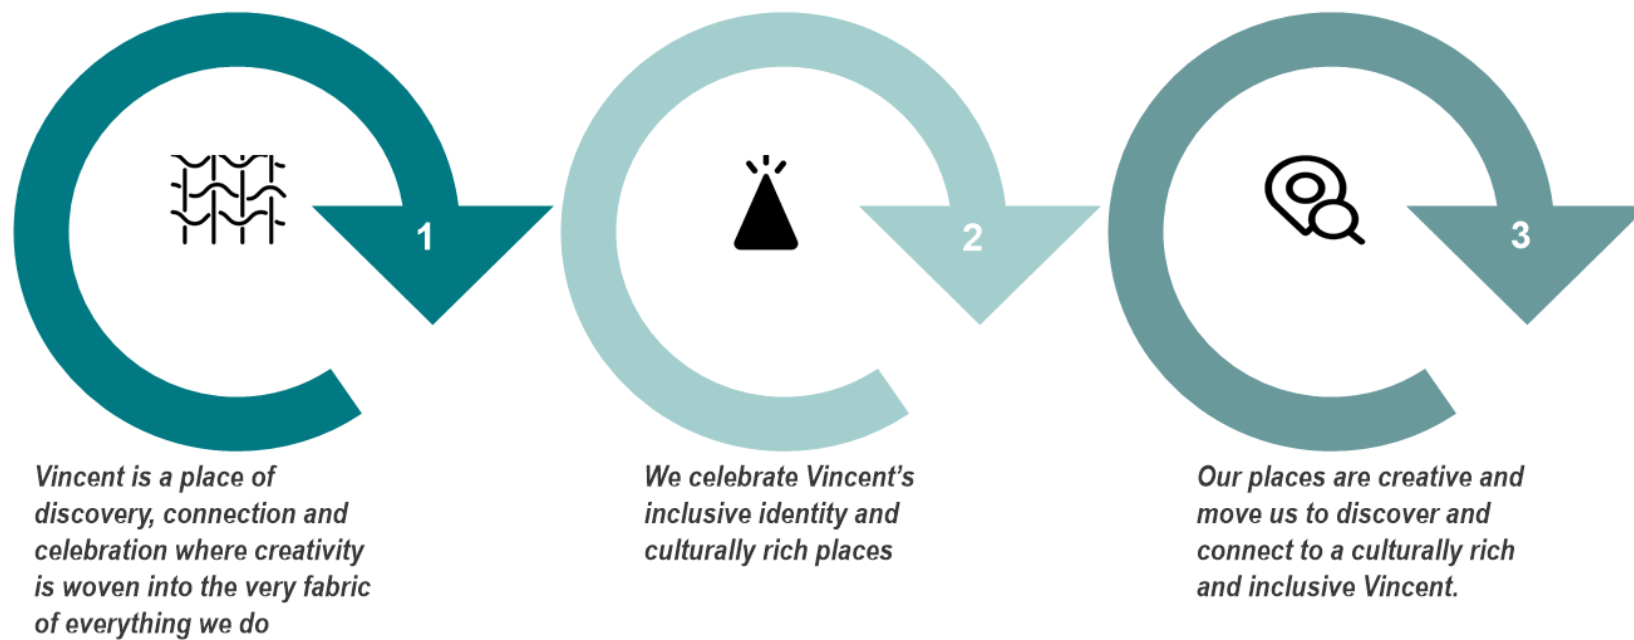 1
Vincent is a place of
discovery, connection and
celebration where creativity
is woven into the very fabric
of everything we do
2
We celebrate Vincent’s
inclusive identity and
culturally rich places
3
Our places are creative and
move us to discover and
connect to a culturally rich
and inclusive Vincent.